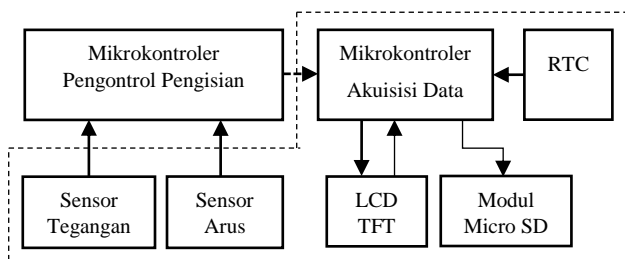 Mikrokontroler
Pengontrol Pengisian
Mikrokontroler
Akuisisi Data
RTC
Sensor
Tegangan
Sensor
Arus
LCD
TFT
Modul
Micro SD